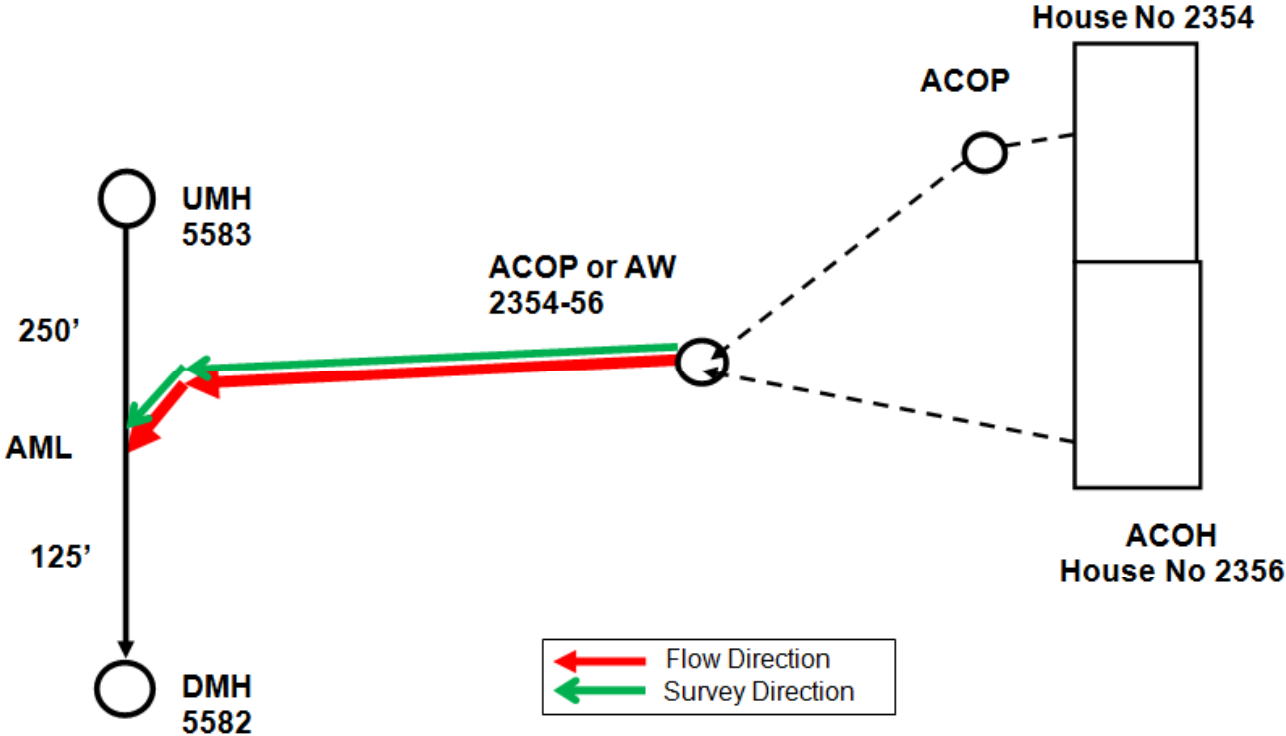 House No 2354
ACOP
UMH
5583
ACOP or AW
2354-56
250’
AML
125’
ACOH
House No 2356
Flow Direction
Survey Direction
DMH
5582